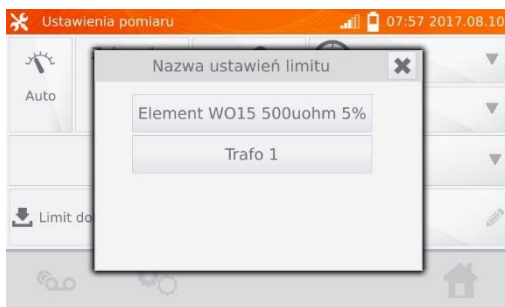 Ustawienia pomiaru
07:57 2017.08.10
Nazwa ustawień limitu
Auto
Element WO15 500uohm 5%
Trafo 1
Limit do